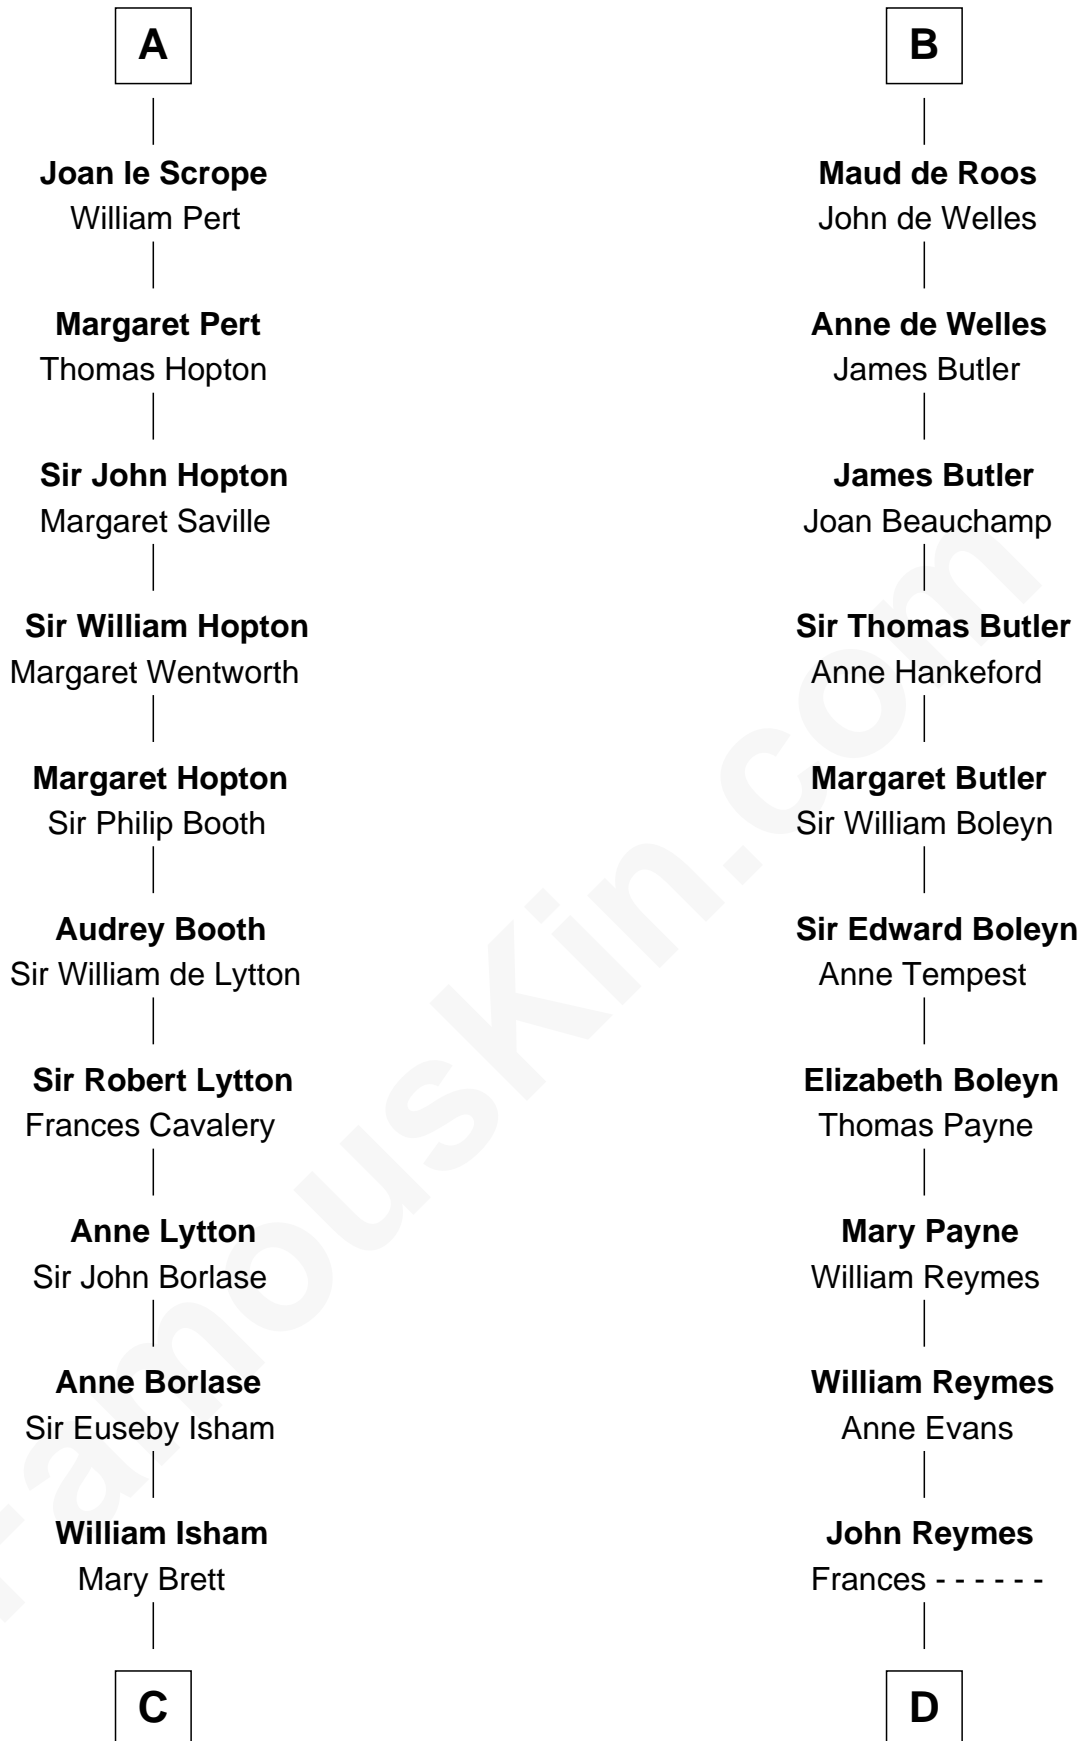 A
Joan le Scrope
William Pert
Margaret Pert
Thomas Hopton
Sir John Hopton
Margaret Saville
Sir William Hopton
Margaret Wentworth
Margaret Hopton
Sir Philip Booth
Audrey Booth
Sir William de Lytton
Sir Robert Lytton
Frances Cavalery
Anne Lytton
Sir John Borlase
Anne Borlase
Sir Euseby Isham
William Isham
Mary Brett
C
B
Maud de Roos
John de Welles
Anne de Welles
James Butler
James Butler
Joan Beauchamp
Sir Thomas Butler
Anne Hankeford
Margaret Butler
Sir William Boleyn
Sir Edward Boleyn
Anne Tempest
Elizabeth Boleyn
Thomas Payne
Mary Payne
William Reymes
William Reymes
Anne Evans
John Reymes
Frances - - - - - -
D
FamousKin.com